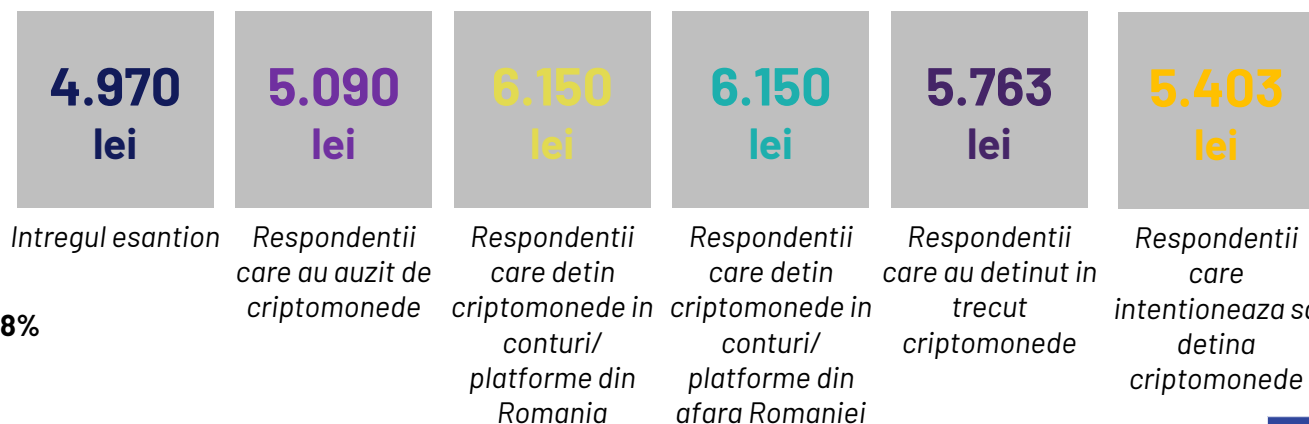 4.970
lei
5.090
lei
6.150
lei
6.150
lei
5.763
lei
5.403
lei
Intregul esantion
Respondentii
care au auzit de
criptomonede
Respondentii
care detin
criptomonede in
conturi/
platforme din
Romania
Respondentii
care detin
criptomonede in
conturi/
platforme din
afara Romaniei
Respondentii
care au detinut in
trecut
criptomonede
Respondentii
care
intentioneaza sa
detina
criptomonede
8%